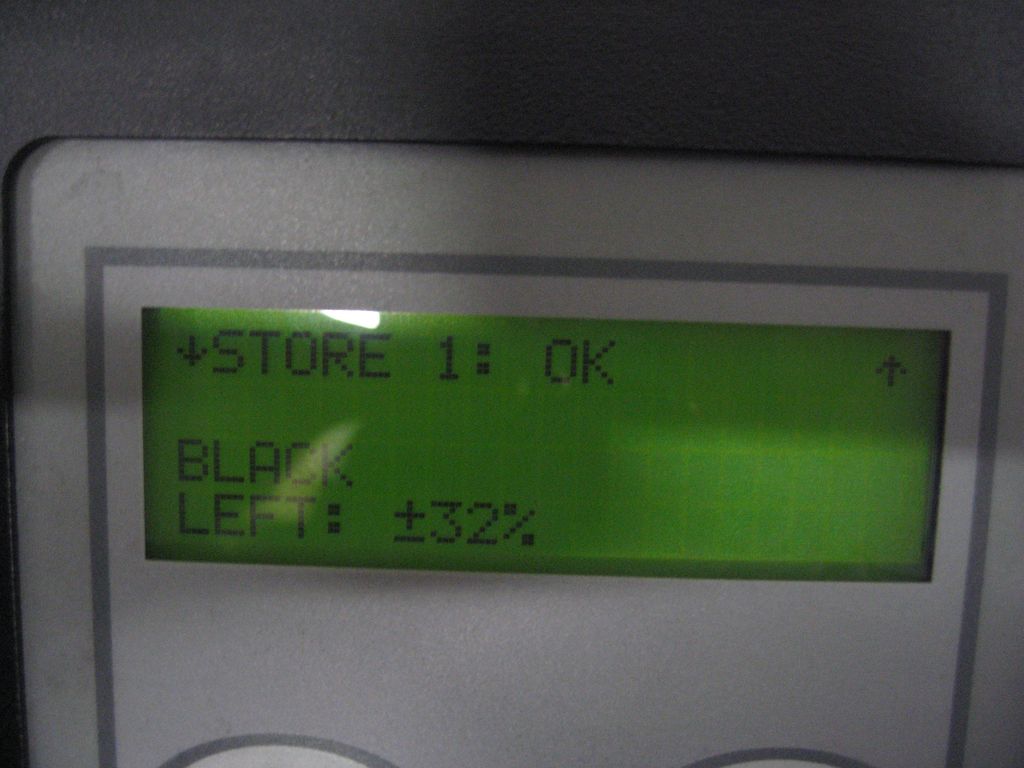 ↓STORE 1: OK ↑
BLACK
LEFT: ±32%